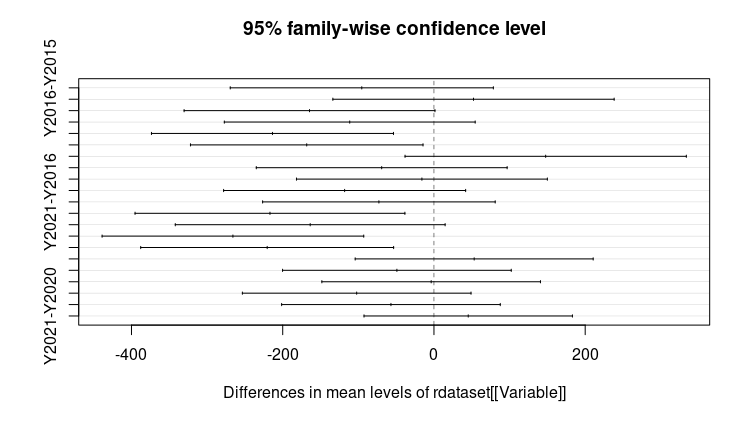 95% family-wise confidence level
Y2016-Y2015
Y2021-Y2016
Y2021-Y2020
-400
-200
0
200
Differences in mean levels of rdataset[[Variable]]